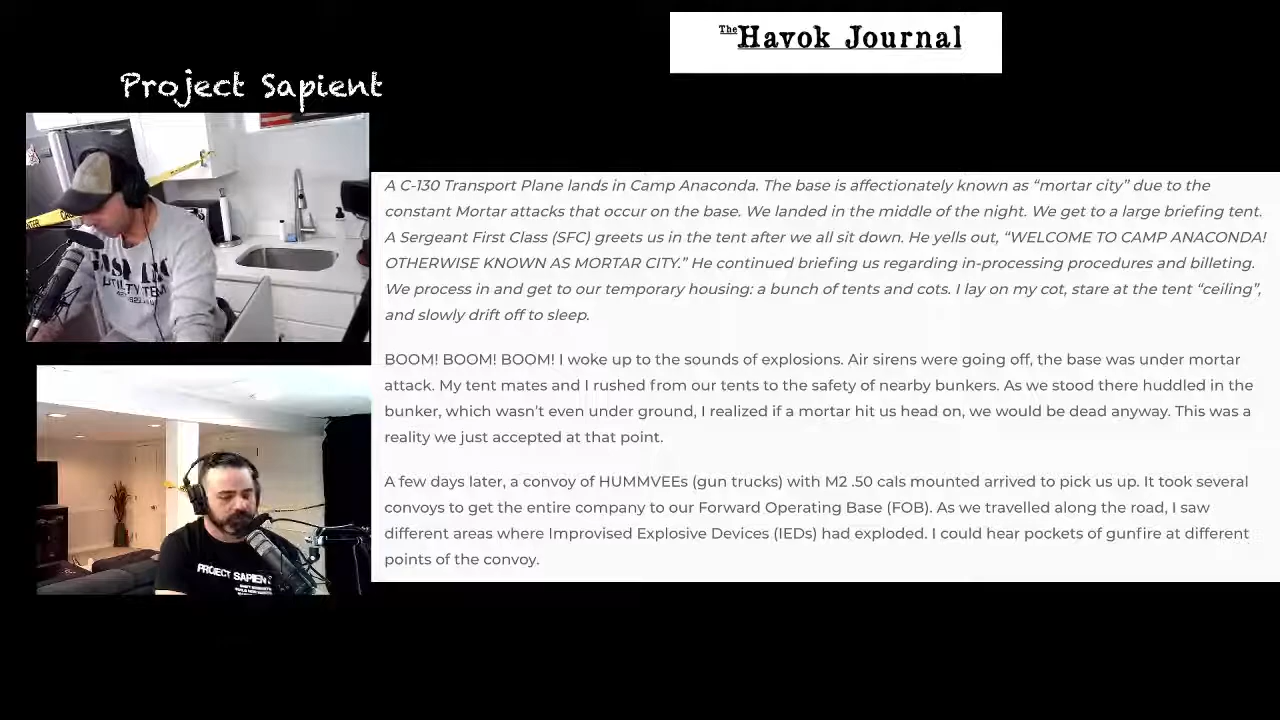 The Havok Journal
Project Sapient
A C-130 Transport Plane lands in Camp Anaconda. The base is affectionately known as “mortar city” due to the
constant Mortar attacks that occur on the base. We landed in the middle of the night. We get to a large briefing tent.
A Sergeant First Class (SFC) greets us in the tent after we all sit down. He yells out, “WELCOME TO CAMP ANACONDA!
OTHERWISE KNOWN AS MORTAR CITY.” He continued briefing us regarding in-processing procedures and billeting.
We process in and get to our temporary housing: a bunch of tents and cots. I lay on my cot, stare at the tent “ceiling”,
and slowly drift off to sleep.
BOOM! BOOM! BOOM! I woke up to the sounds of explosions. Air sirens were going off, the base was under mortar
attack. My tent mates and I rushed from our tents to the safety of nearby bunkers. As we stood there huddled in the
bunker, which wasn’t even under ground, I realized if a mortar hit us head on, we would be dead anyway. This was a
reality we just accepted at that point.
A few days later, a convoy of HUMMVEEs (gun trucks) with M2 .50 cals mounted arrived to pick us up. It took several
convoys to get the entire company to our Forward Operating Base (FOB). As we travelled along the road, I saw
different areas where Improvised Explosive Devices (IEDs) had exploded. I could hear pockets of gunfire at different
points of the convoy.
PROJECT SAPIENT